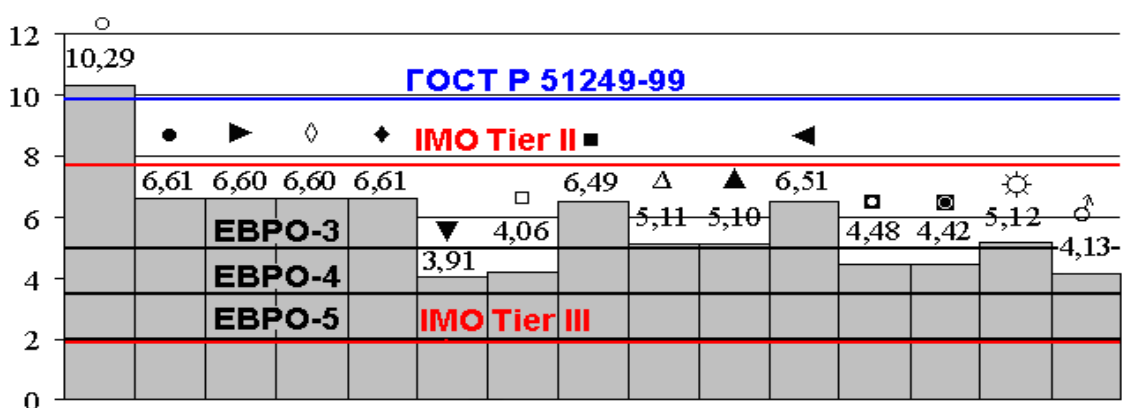 12
10,29
ГОСТ Р 51249-99
10
IMO Tier II
8
6,61 6,60 6,60 6,61 6,49 6,51
5,11 5,10 5,12
6
ЕВРО-3 4,06 4,48 4,42 4,13
3,91
ЕВРО-4
4
ЕВРО-5 IMO Tier III
2
0